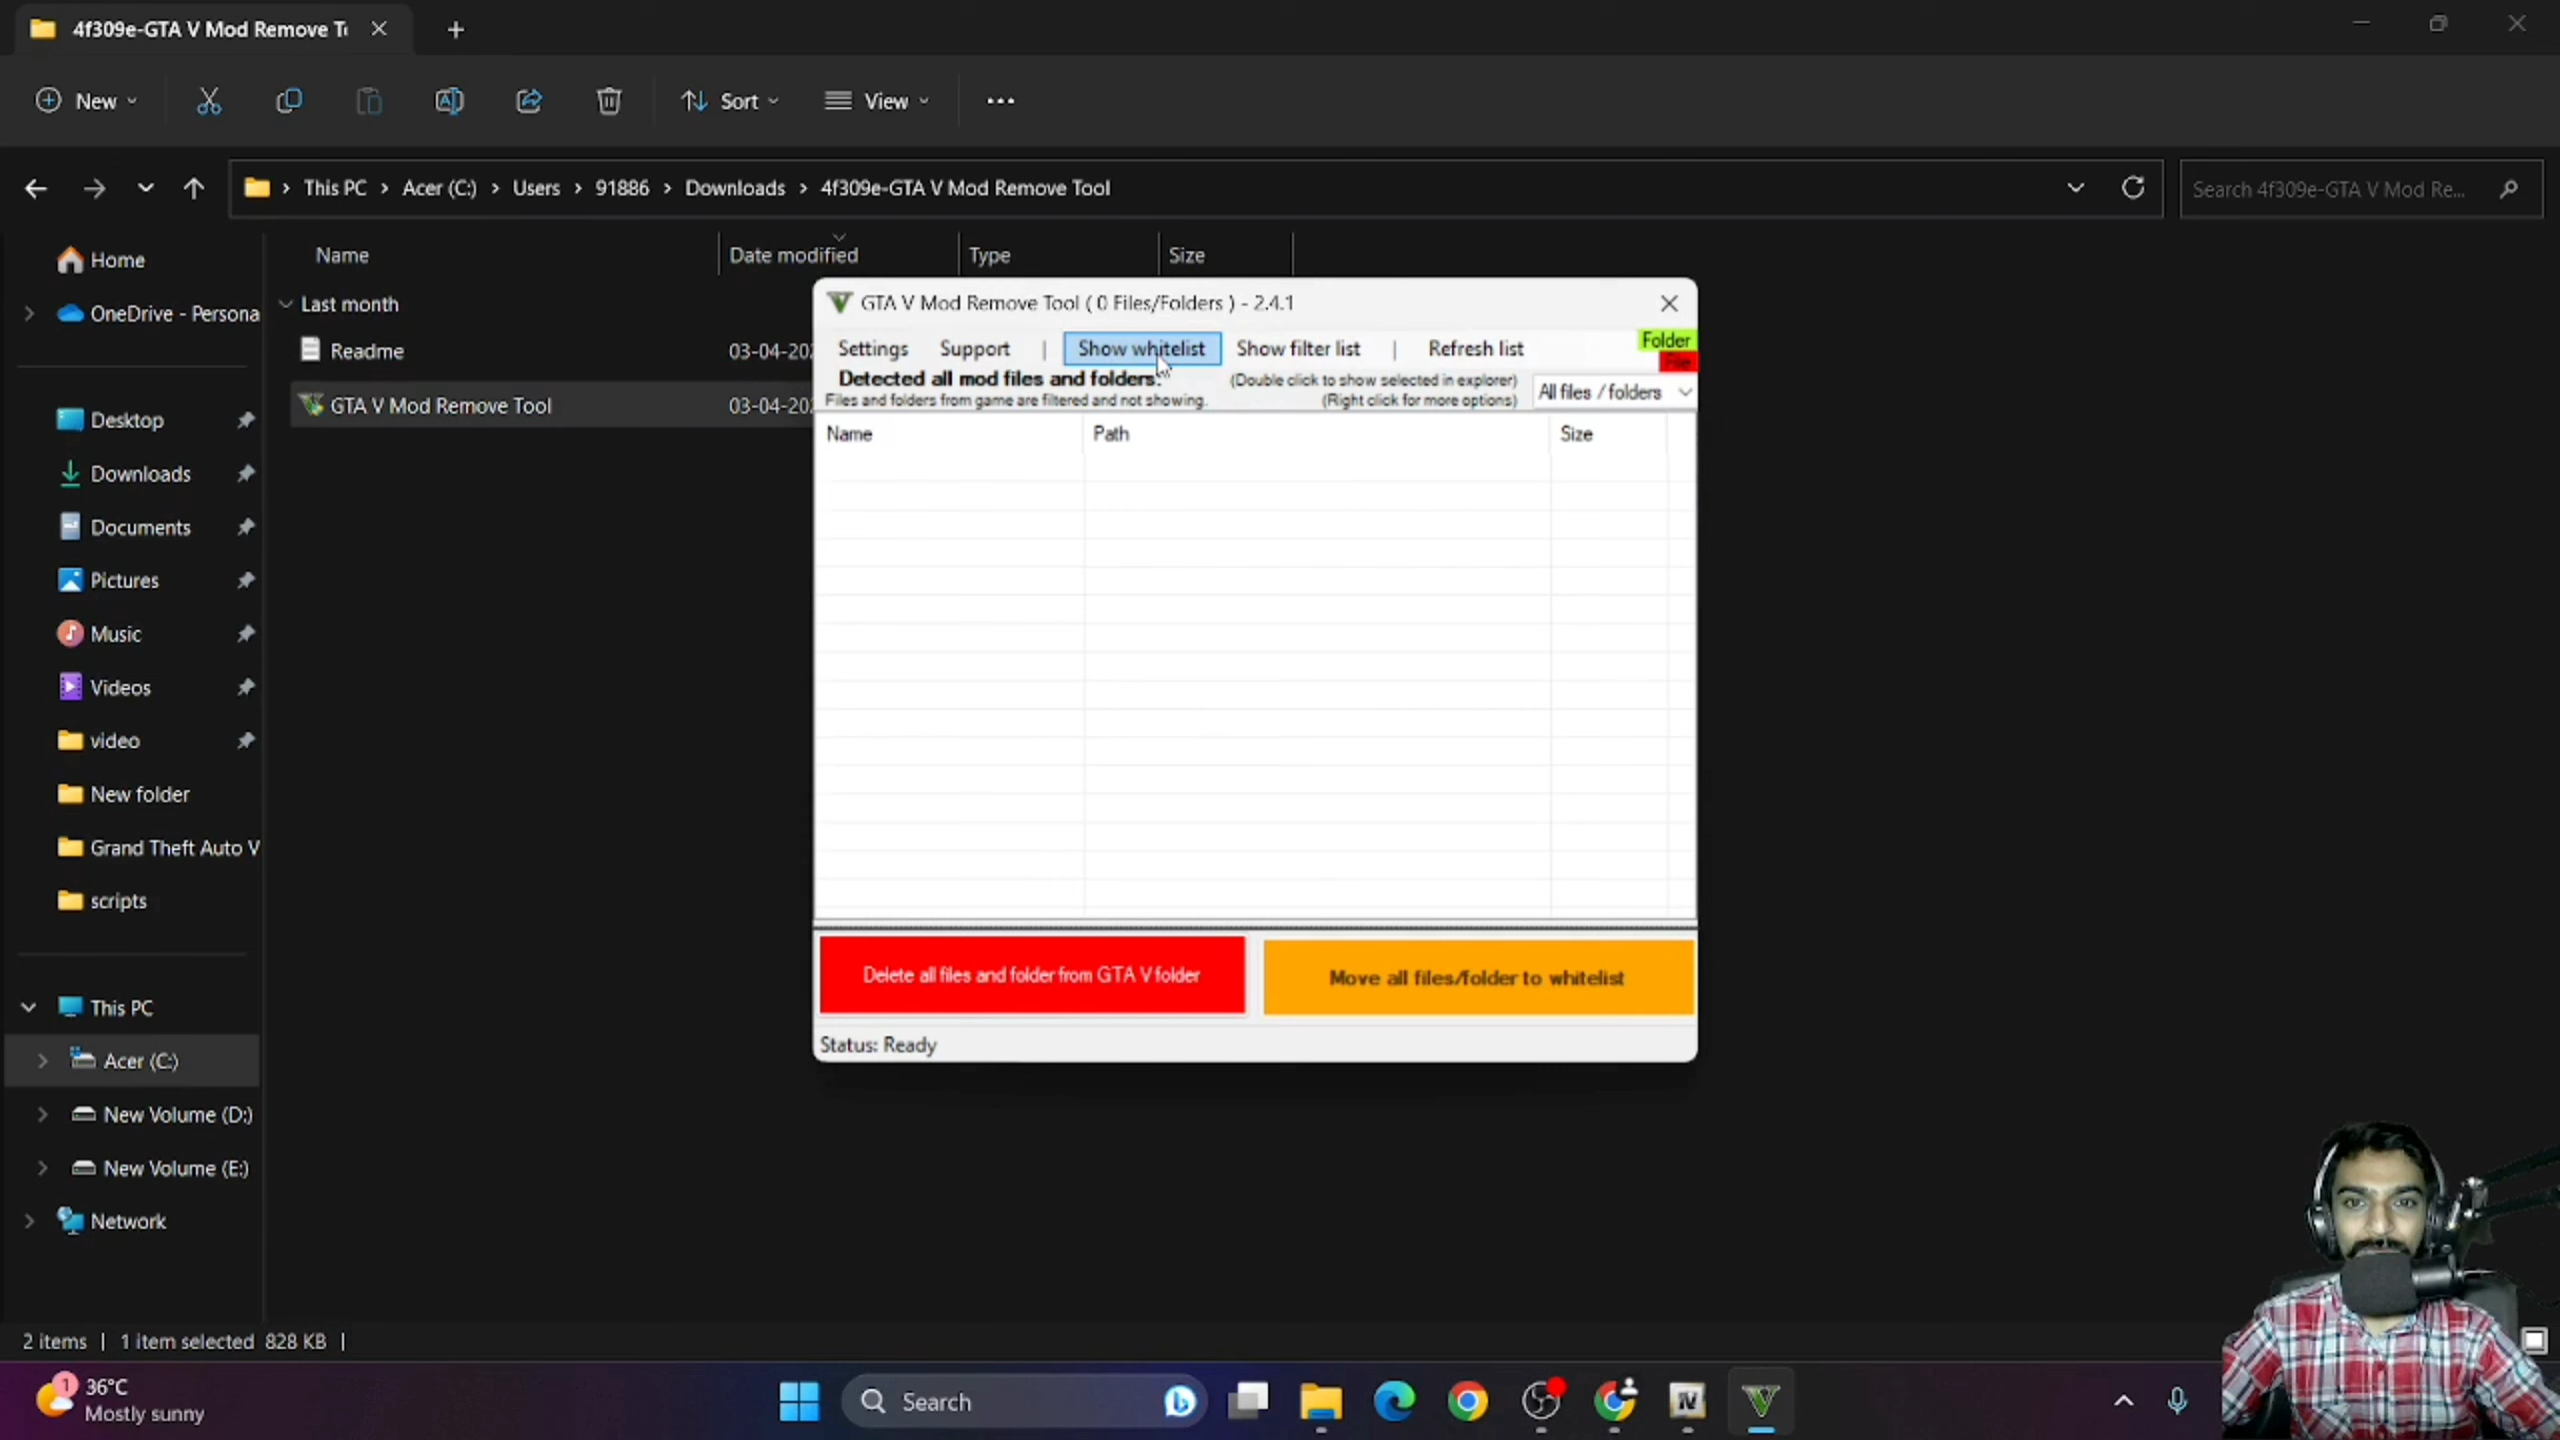 4f309e-GTA V Mod Remove T
New
Sort
View
This PC
Acer (C:)
Users
91886
Downloads
4f309e-GTA V Mod Remove Tool
Search 4f309e-GTA V Mod Re...
Home
OneDrive - Persona
Desktop
Downloads
Documents
Pictures
Music
Videos
video
New folder
Grand Theft Auto V
scripts
This PC
Acer (C:)
New Volume (D:)
New Volume (E:)
Network
Name Date modified Type Size
Last month
Readme 03-04-202
GTA V Mod Remove Tool 03-04-202
GTA V Mod Remove Tool ( 0 Files/Folders ) - 2.4.1
Settings Support | Show whitelist Show filter list | Refresh list
Folder
File
Detected all mod files and folders:
Files and folders from game are filtered and not showing.
(Double click to show selected in explorer)
(Right click for more options)
All files / folders
Name Path Size
Delete all files and folder from GTA V folder
Move all files/folder to whitelist
Status: Ready
2 items | 1 item selected 828 KB |
1
36°C
Mostly sunny
Search
IV